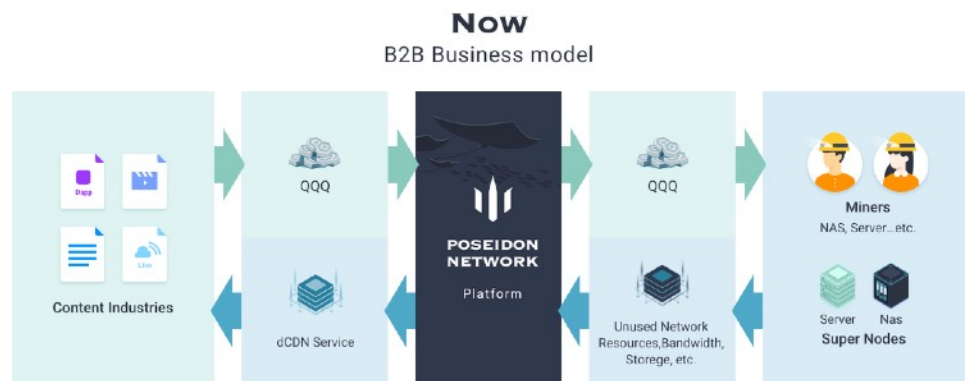 Now
B2B Business model
Dapp
Live
Content Industries
QQQ
dCDN Service
POSEIDON
NETWORK
Platform
QQQ
Unused Network
Resources,Bandwidth,
Storege, etc.
Miners
NAS, Server...etc.
Server
Nas
Super Nodes